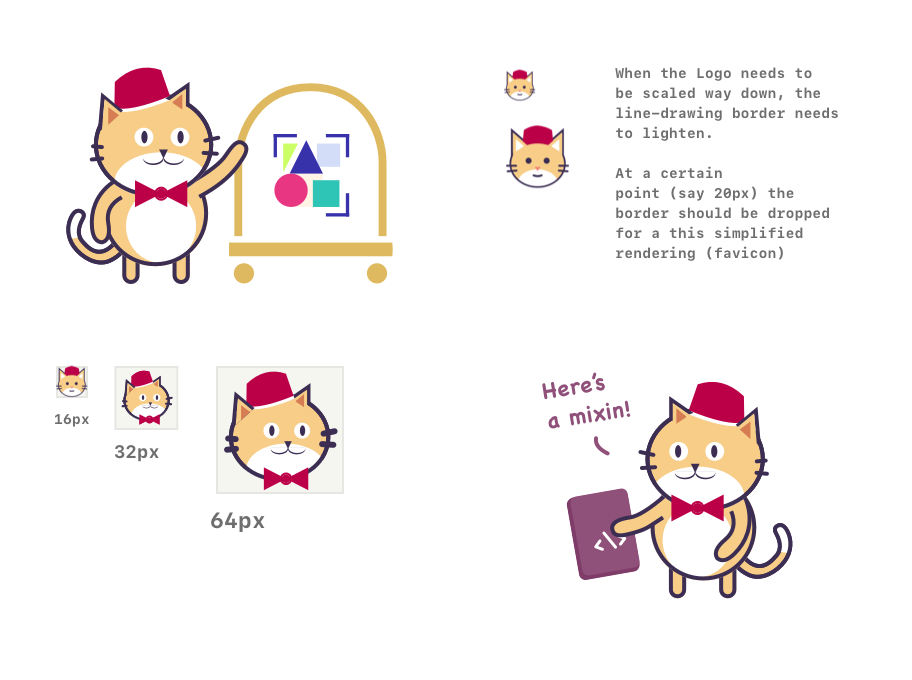 When the Logo needs to
be scaled way down, the
line-drawing border needs
to lighten.
At a certain
point (say 20px) the
border should be dropped
for a this simplified
rendering (favicon)
16px
32px
64px
Here's
a mixin!
</>